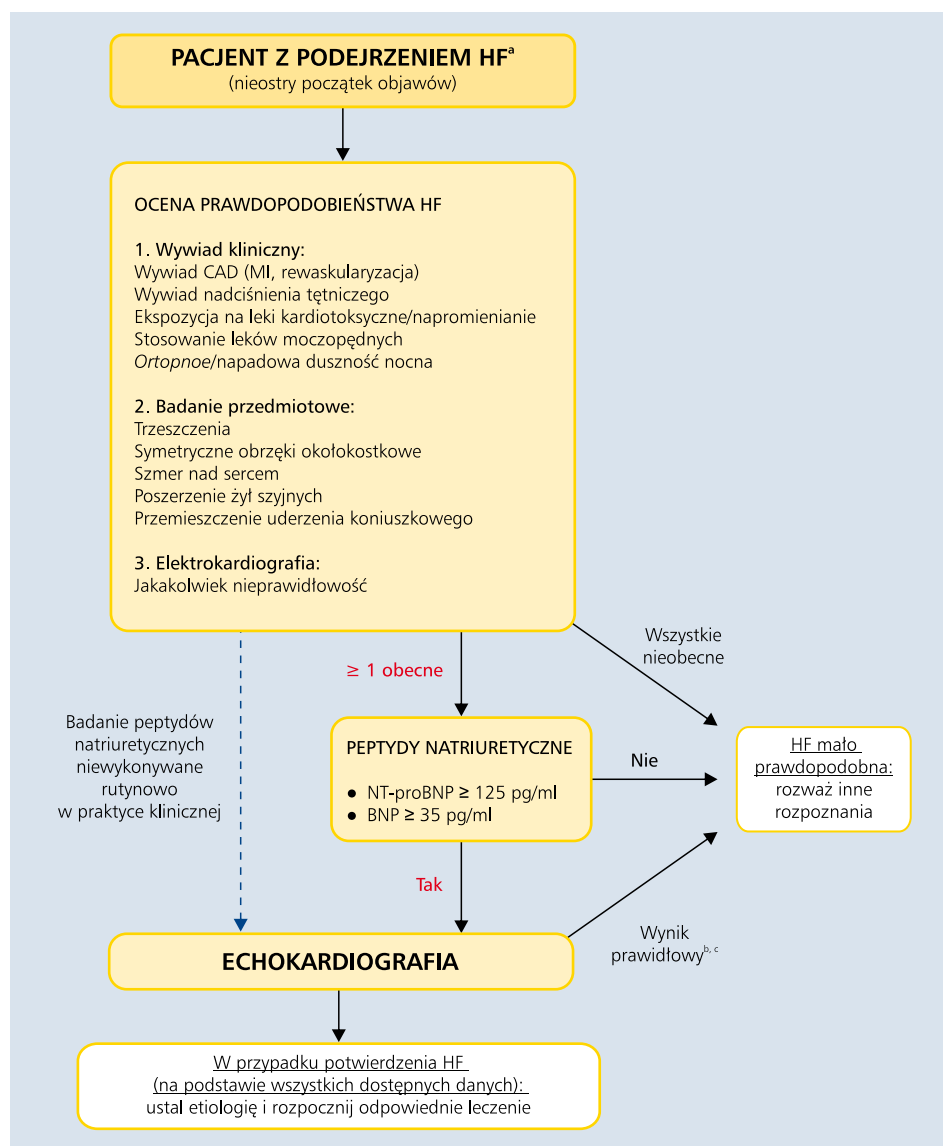 PACJENT Z PODEJRZENIEM HFᵃ
(nieostry początek objawów)
OCENA PRAWDOPODOBIEŃSTWA HF
1. Wywiad kliniczny:
Wywiad CAD (MI, rewaskularyzacja)
Wywiad nadciśnienia tętniczego
Ekspozycja na leki kardiotoksyczne/napromienianie
Stosowanie leków moczopędnych
Ortopnoe/napadowa duszność nocna
2. Badanie przedmiotowe:
Trzeszczenia
Symetryczne obrzęki okołokostkowe
Szmer nad sercem
Poszerzenie żył szyjnych
Przemieszczenie uderzenia koniuszkowego
3. Elektrokardiografia:
Jakakolwiek nieprawidłowość
Wszystkie
nieobecne
≥ 1 obecne
Badanie peptydów
natriuretycznych
niewykonywane
rutynowo
w praktyce klinicznej
PEPTYDY NATRIURETYCZNE
● NT-proBNP ≥ 125 pg/ml
● BNP ≥ 35 pg/ml
Nie
HF mało
prawdopodobna:
rozważ inne
rozpoznania
Tak
ECHOKARDIOGRAFIA
Wynik
prawidłowyᵇ, ᶜ
W przypadku potwierdzenia HF
(na podstawie wszystkich dostępnych danych):
ustal etiologię i rozpocznij odpowiednie leczenie